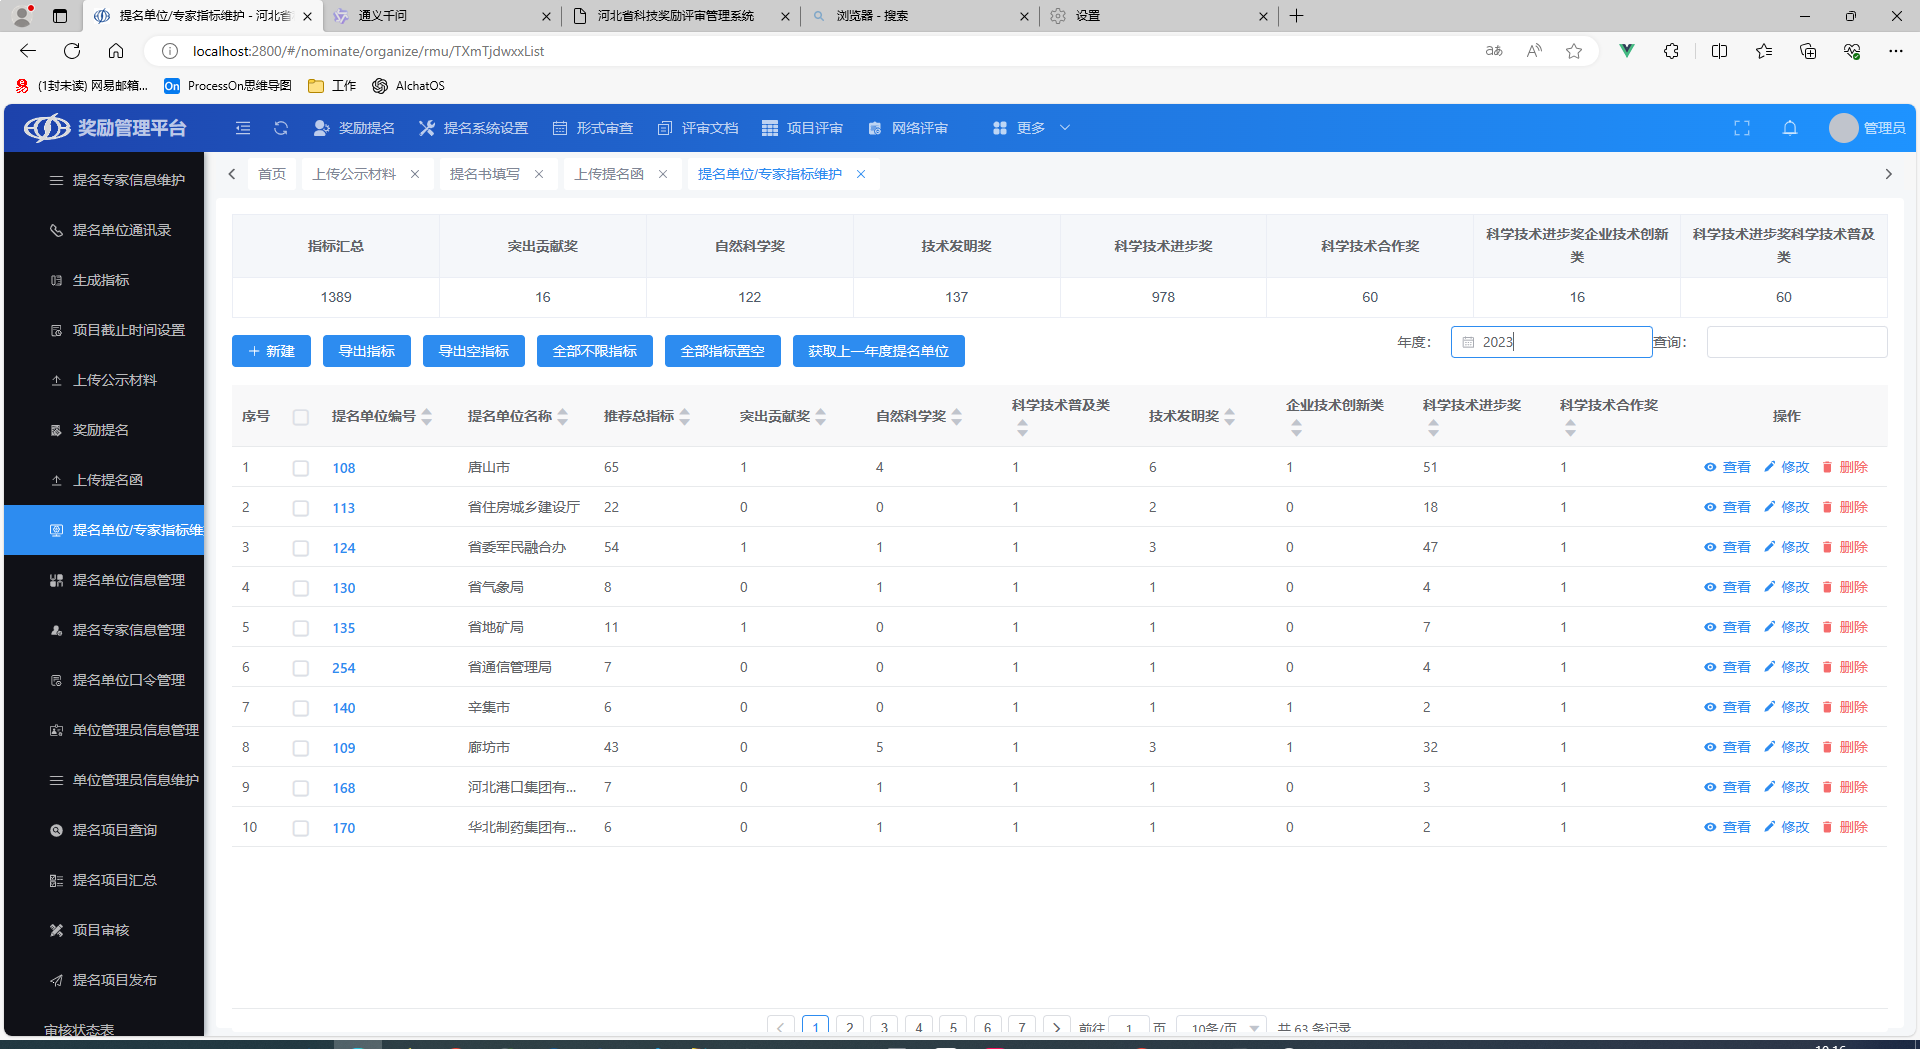 提名单位/专家指标维护 - 河北省
通义千问
河北省科技奖励评审管理系统
浏览器 - 搜索
设置
localhost:2800/#/nominate/organize/rmu/TXmTjdwxxList
(1封未读) 网易邮箱...
On ProcessOn思维导图
工作
AIchatOS
奖励管理平台
奖励提名
提名系统设置
形式审查
评审文档
项目评审
网络评审
更多
管理员
提名专家信息维护
提名单位通讯录
生成指标
项目截止时间设置
上传公示材料
奖励提名
上传提名函
提名单位/专家指标维
提名单位信息管理
提名专家信息管理
提名单位口令管理
单位管理员信息管理
单位管理员信息维护
提名项目查询
提名项目汇总
项目审核
提名项目发布
审核状态表
首页 上传公示材料 提名书填写 上传提名函 提名单位/专家指标维护
指标汇总 突出贡献奖 自然科学奖 技术发明奖 科学技术进步奖 科学技术合作奖 科学技术进步奖企业技术创新类 科学技术进步奖科学技术普及类
1389 16 122 137 978 60 16 60
新建 导出指标 导出空指标 全部不限指标 全部指标置空 获取上一年度提名单位
年度： 2023 查询：
序号 提名单位编号 提名单位名称 推荐总指标 突出贡献奖 自然科学奖 科学技术普及类 技术发明奖 企业技术创新类 科学技术进步奖 科学技术合作奖 操作
1 108 唐山市 65 1 4 1 6 1 51 1 查看 修改 删除
2 113 省住房城乡建设厅 22 0 0 1 2 0 18 1 查看 修改 删除
3 124 省委军民融合办 54 1 1 1 3 0 47 1 查看 修改 删除
4 130 省气象局 8 0 1 1 1 0 4 1 查看 修改 删除
5 135 省地矿局 11 1 0 1 1 0 7 1 查看 修改 删除
6 254 省通信管理局 7 0 0 1 1 0 4 1 查看 修改 删除
7 140 辛集市 6 0 0 1 1 1 2 1 查看 修改 删除
8 109 廊坊市 43 0 5 1 3 1 32 1 查看 修改 删除
9 168 河北港口集团有... 7 0 1 1 1 0 3 1 查看 修改 删除
10 170 华北制药集团有... 6 0 1 1 1 0 2 1 查看 修改 删除
1 2 3 4 5 6 7 前往 1 页 10条/页 共 63 条记录